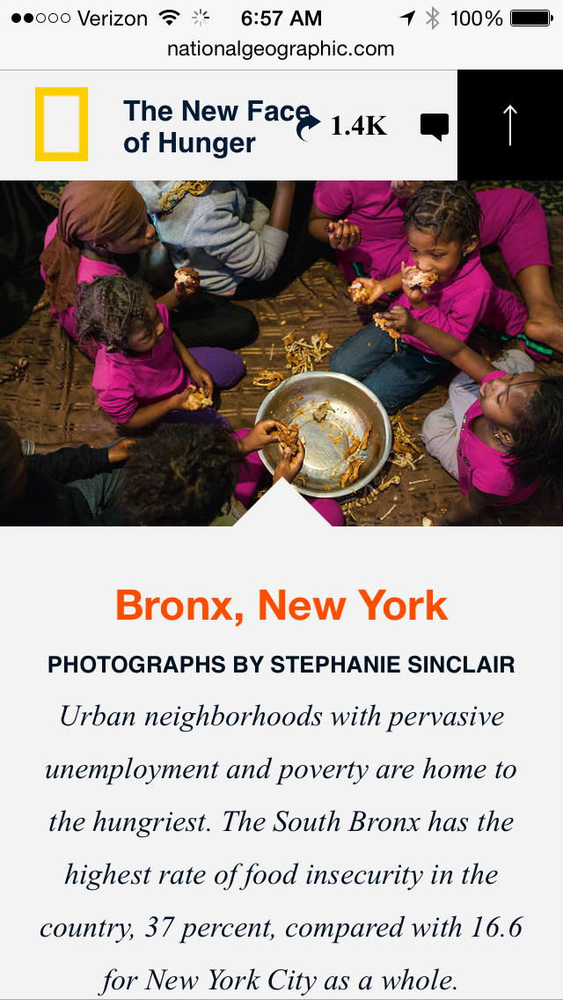 Verizon 6:57 AM 100%
nationalgeographic.com
The New Face
of Hunger
1.4K
Bronx, New York
PHOTOGRAPHS BY STEPHANIE SINCLAIR
Urban neighborhoods with pervasive
unemployment and poverty are home to
the hungriest. The South Bronx has the
highest rate of food insecurity in the
country, 37 percent, compared with 16.6
for New York City as a whole.